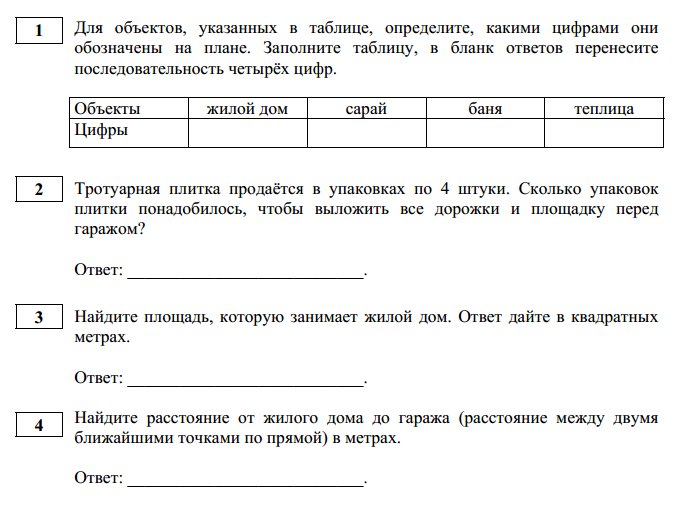 1 Для объектов, указанных в таблице, определите, какими цифрами они
обозначены на плане. Заполните таблицу, в бланк ответов перенесите
последовательность четырёх цифр.
Объекты жилой дом сарай баня теплица
Цифры
2 Тротуарная плитка продаётся в упаковках по 4 штуки. Сколько упаковок
плитки понадобилось, чтобы выложить все дорожки и площадку перед
гаражом?
Ответ: ___________________________.
3 Найдите площадь, которую занимает жилой дом. Ответ дайте в квадратных
метрах.
Ответ: ___________________________.
4 Найдите расстояние от жилого дома до гаража (расстояние между двумя
ближайшими точками по прямой) в метрах.
Ответ: ___________________________.